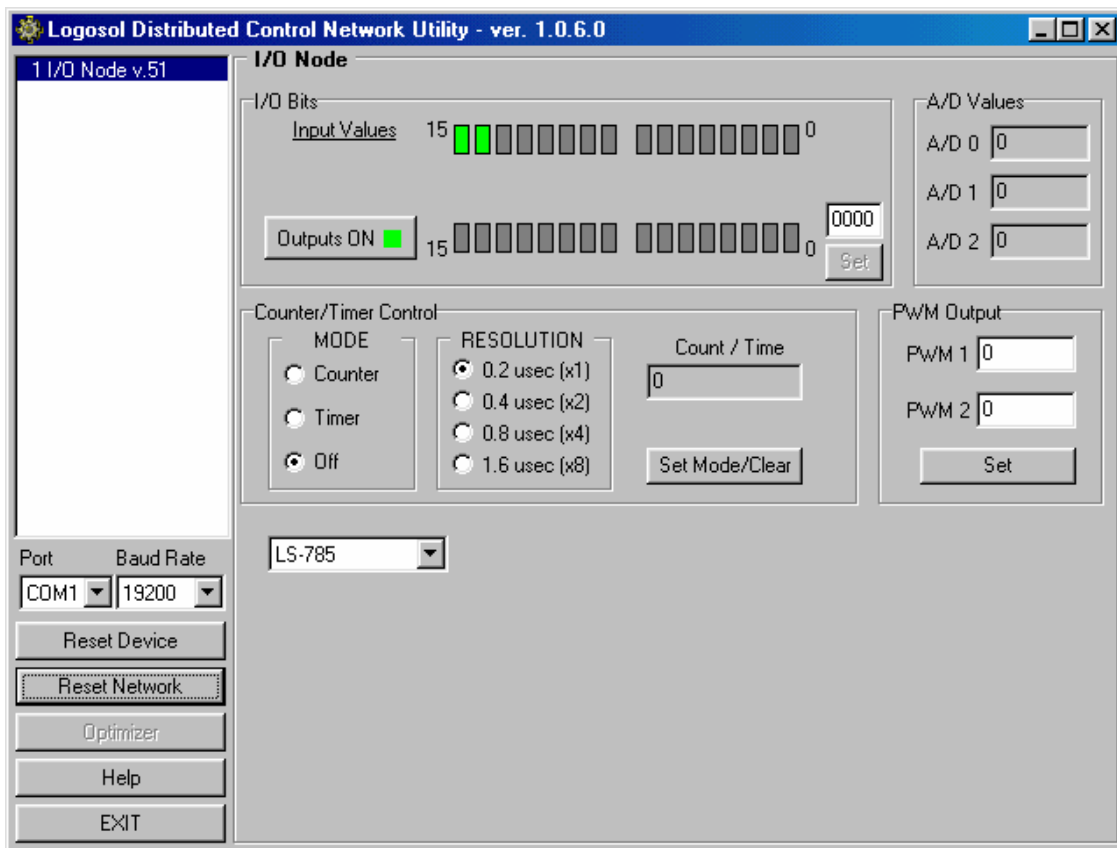 Logosol Distributed Control Network Utility - ver. 1.0.6.0
1 I/O Node v.51
I/O Node
I/O Bits
Input Values 15 0
Outputs ON 15 0 0000
Set
A/D Values
A/D 0 0
A/D 1 0
A/D 2 0
Counter/Timer Control
MODE
Counter
Timer
Off
RESOLUTION
0.2 usec (x1)
0.4 usec (x2)
0.8 usec (x4)
1.6 usec (x8)
Count / Time
0
Set Mode/Clear
PWM Output
PWM 1 0
PWM 2 0
Set
LS-785
Port Baud Rate
COM1 19200
Reset Device
Reset Network
Optimizer
Help
EXIT